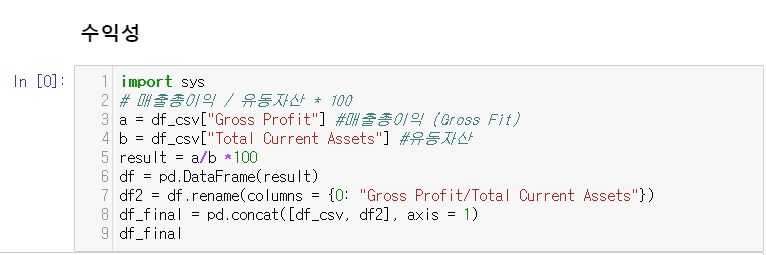 수익성
In [0]:
1 import sys
2 # 매출총이익 / 유동자산 * 100
3 a = df_csv["Gross Profit"] #매출총이익 (Gross Fit)
4 b = df_csv["Total Current Assets"] #유동자산
5 result = a/b *100
6 df = pd.DataFrame(result)
7 df2 = df.rename(columns = {0: "Gross Profit/Total Current Assets"})
8 df_final = pd.concat([df_csv, df2], axis = 1)
9 df_final